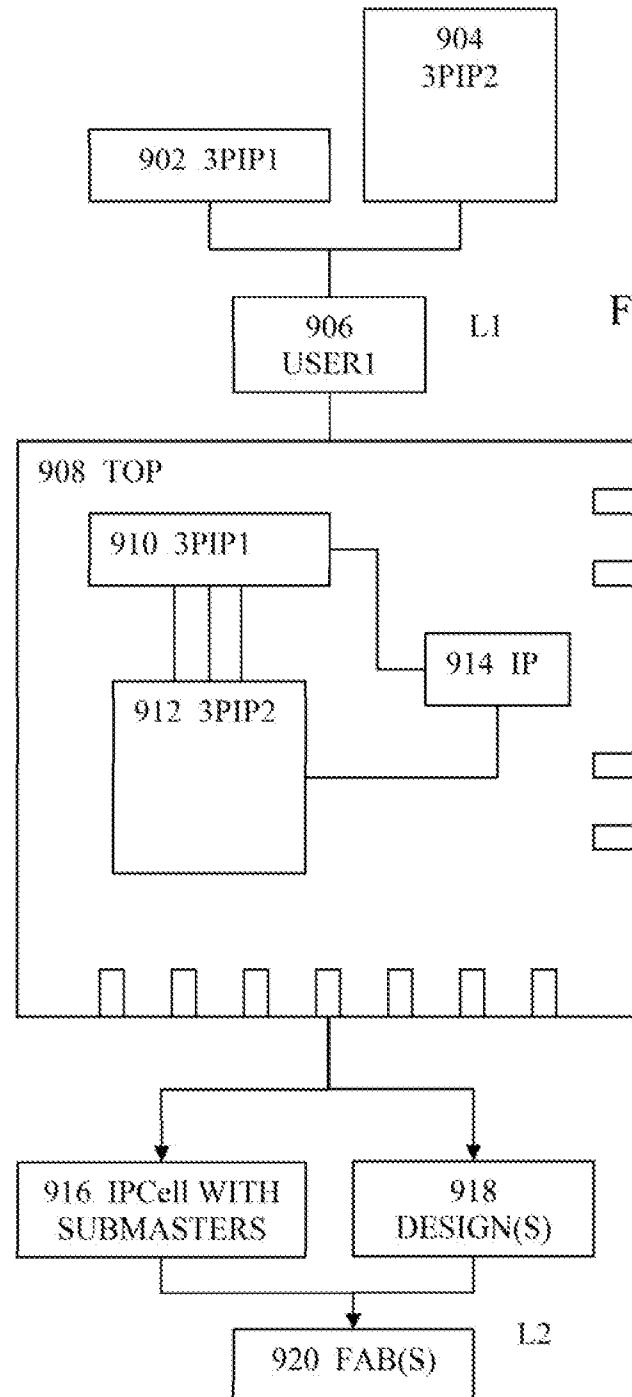 904
3PIP2
902 3PIP1
906
USER1
L1
F
908 TOP
910 3PIP1
914 IP
912 3PIP2
916 IPCell WITH
SUBMASTERS
918
DESIGN(S)
L2
920 FAB(S)